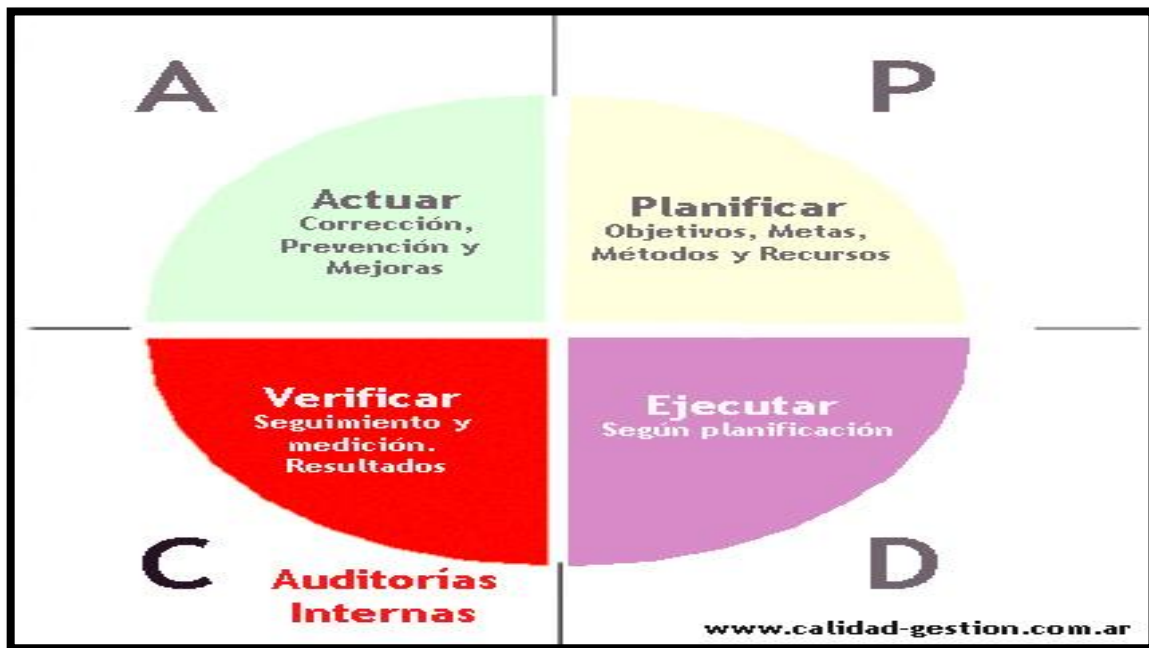 A
P
Actuar
Corrección,
Prevención y
Mejoras
Planificar
Objetivos, Metas,
Métodos y Recursos
Verificar
Seguimiento y
medición.
Resultados
Ejecutar
Según planificación
C
Auditorías
Internas
D
www.calidad-gestion.com.ar